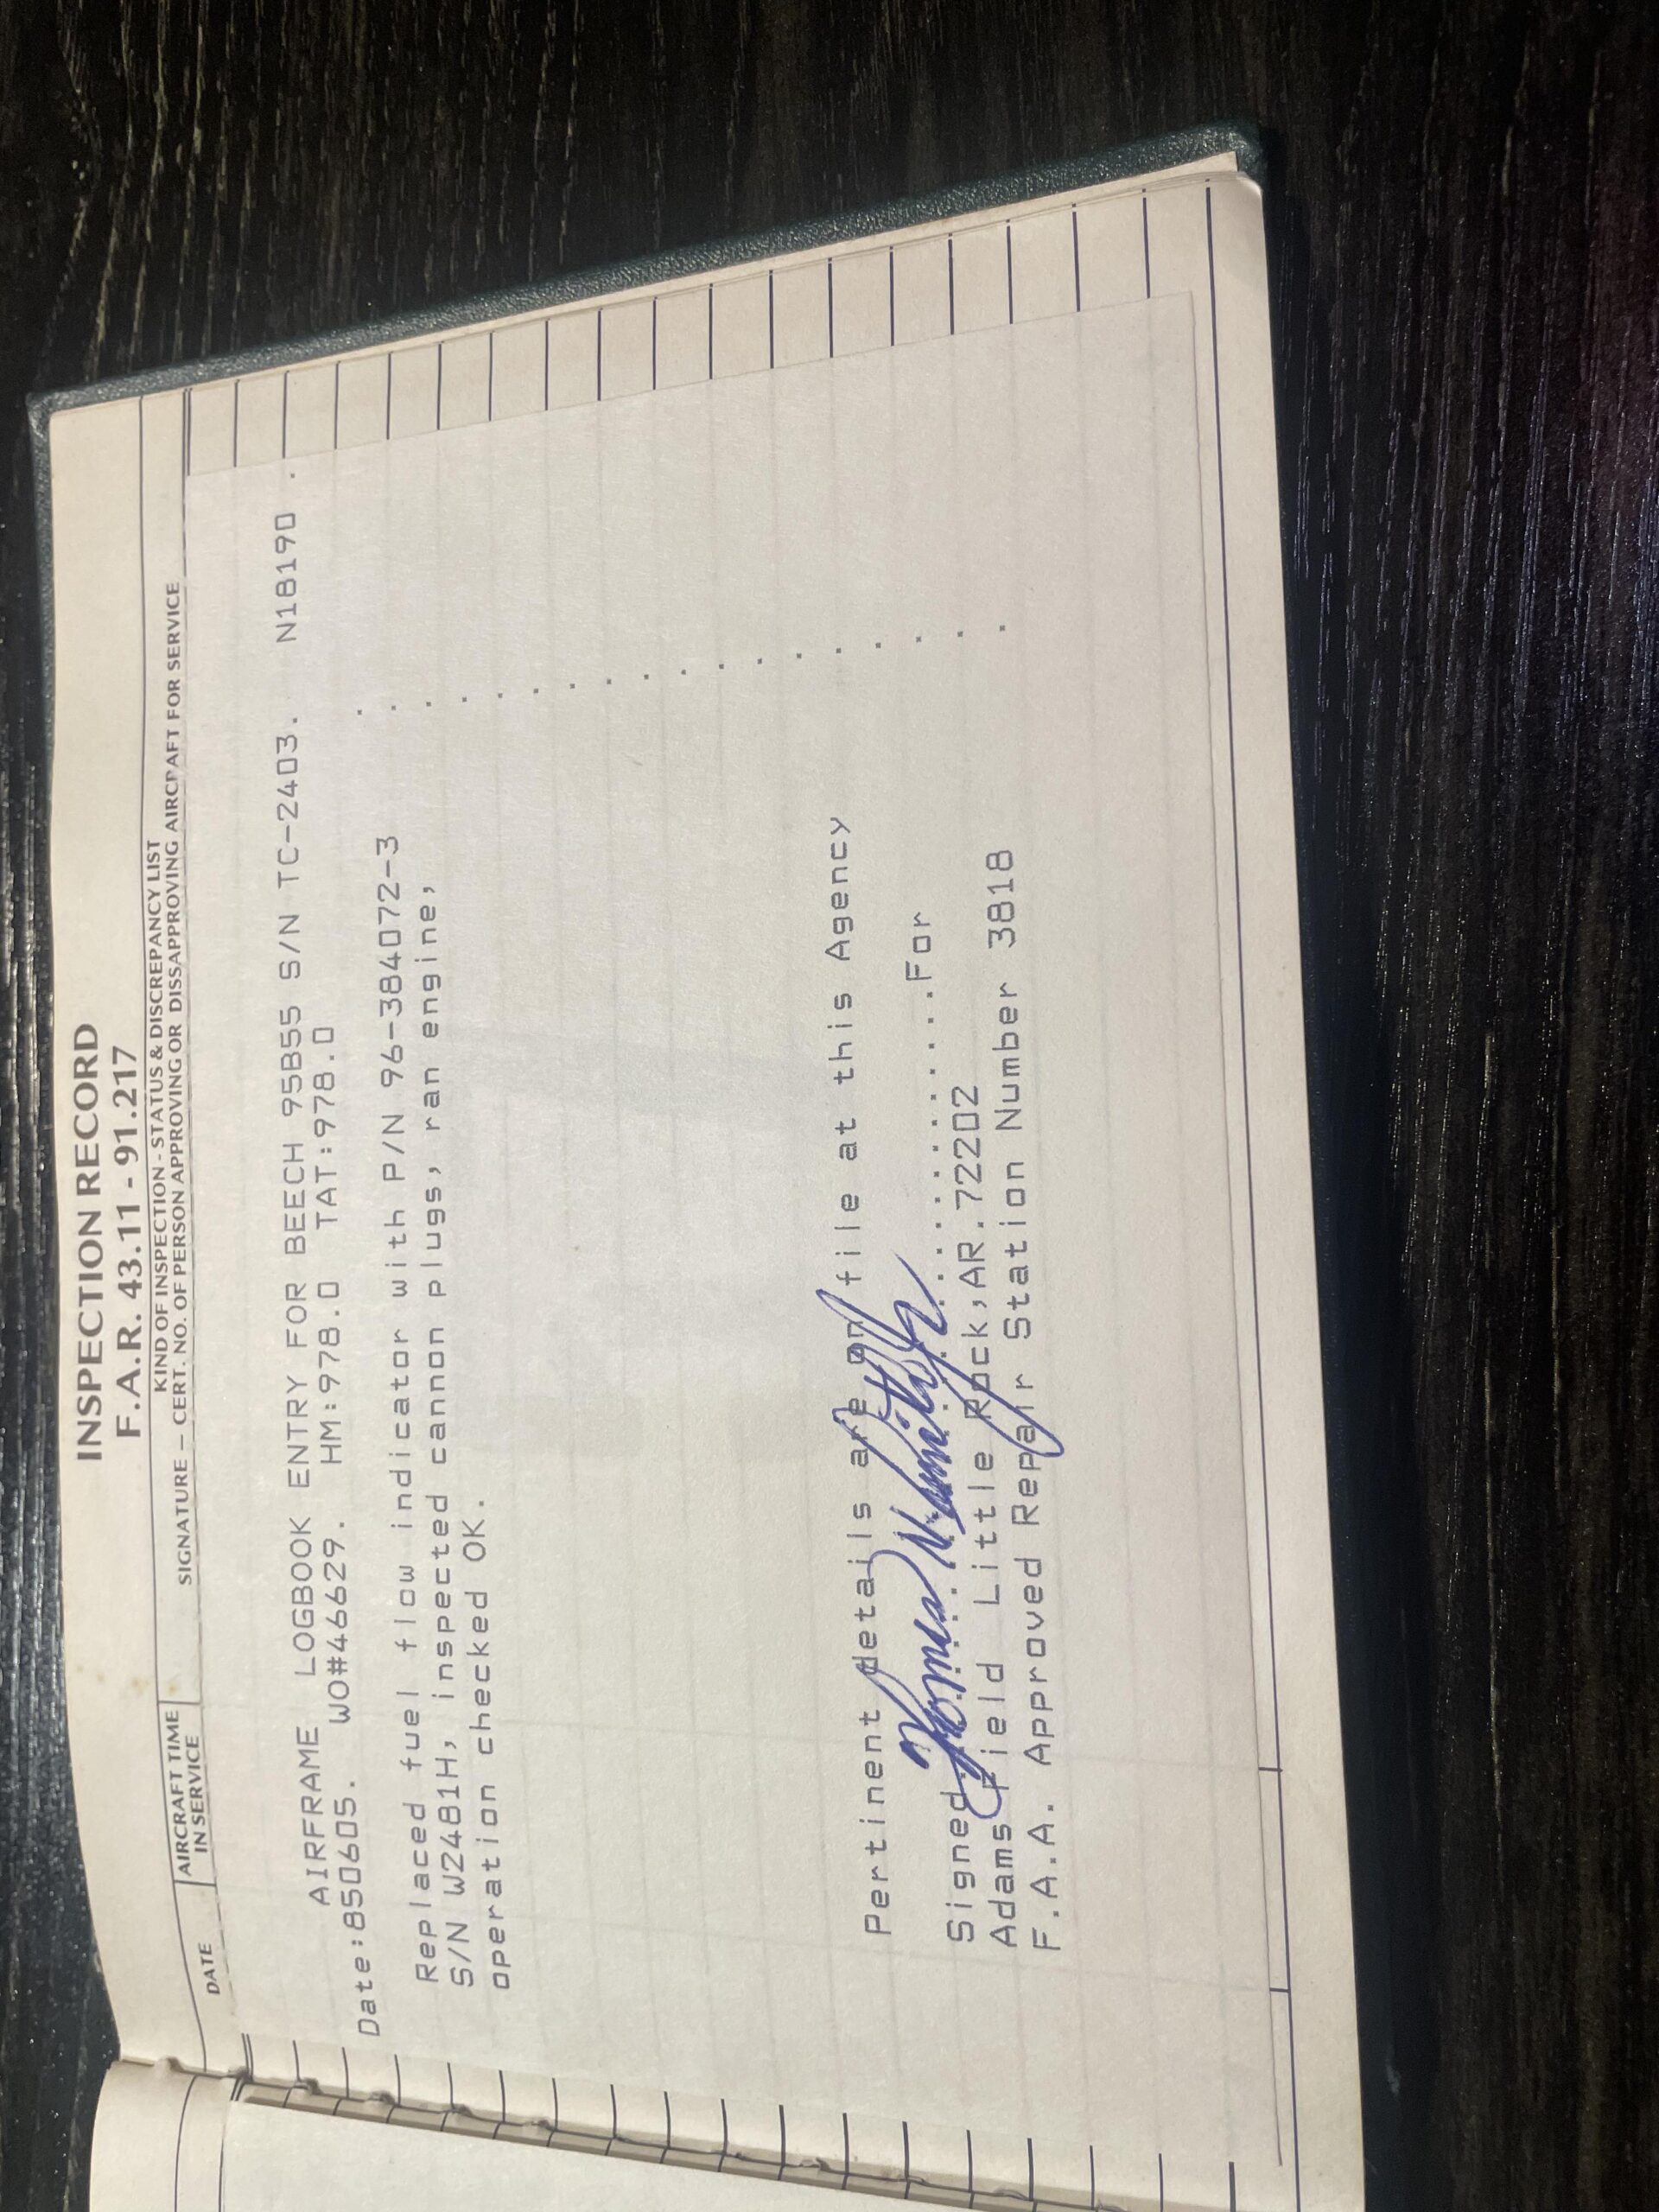 INSPECTION RECORD
F.A.R. 43.11 - 91.217
DATE
AIRCRAFT TIME
IN SERVICE
KIND OF INSPECTION - STATUS & DISCREPANCY LIST
SIGNATURE — CERT. NO. OF PERSON APPROVING OR DISSAPPROVING AIRCRAFT FOR SERVICE
AIRFRAME LOGBOOK ENTRY FOR BEECH 95B55 S/N TC-2403. N18190 .
Date:850605. WO#46629. HM:978.0 TAT:978.0
Replaced fuel flow indicator with P/N 96-384072-3
S/N W2481H, inspected cannon plugs, ran engine,
operation checked OK.
Pertinent details are on file at this Agency
Signed..........For
Adams Field Little Rock,AR.72202
F.A.A. Approved Repair Station Number 3818